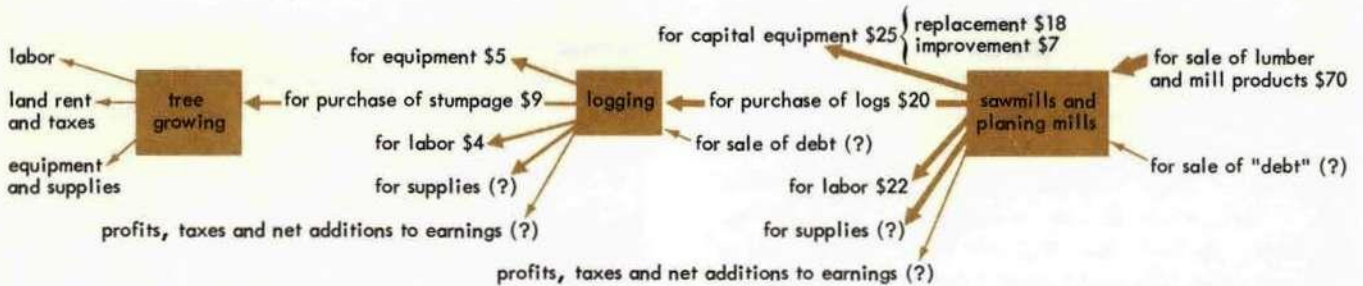 labor
land rent
and taxes
equipment
and supplies
tree
growing
for equipment $5
for purchase of stumpage $9
for labor $4
for supplies (?)
profits, taxes and net additions to earnings (?)
logging
for capital equipment $25
replacement $18
improvement $7
for purchase of logs $20
for sale of debt (?)
for labor $22
for supplies (?)
profits, taxes and net additions to earnings (?)
sawmills and
planing mills
for sale of lumber
and mill products $70
for sale of "debt" (?)